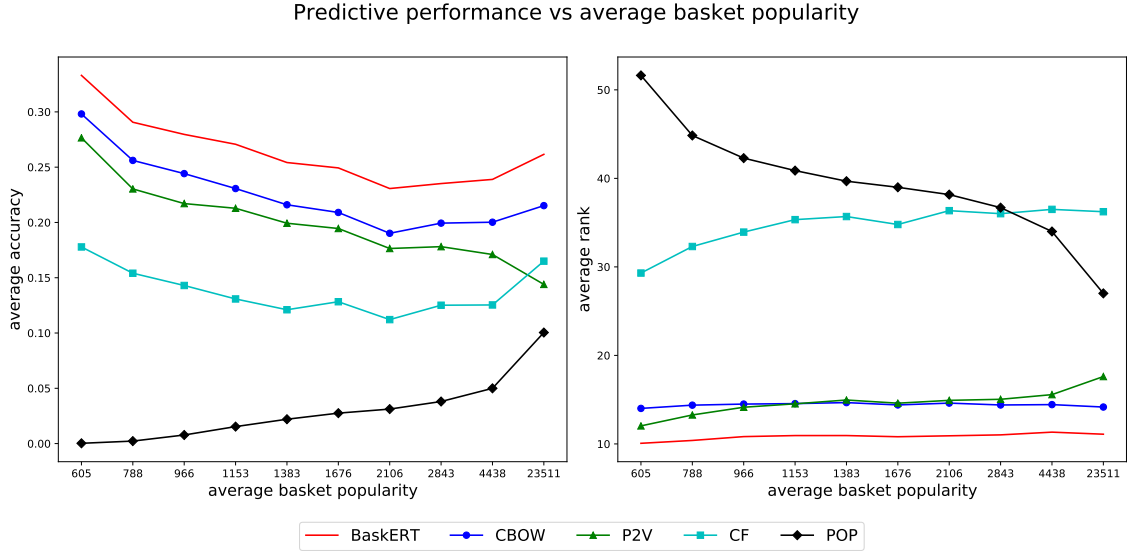 Predictive performance vs average basket popularity
average accuracy
0.30
0.25
0.20
0.15
0.10
0.05
0.00
605 788 966 1153 1383 1676 2106 2843 4438 23511
average basket popularity
average rank
50
40
30
20
10
605 788 966 1153 1383 1676 2106 2843 4438 23511
average basket popularity
BaskERT CBOW P2V CF POP